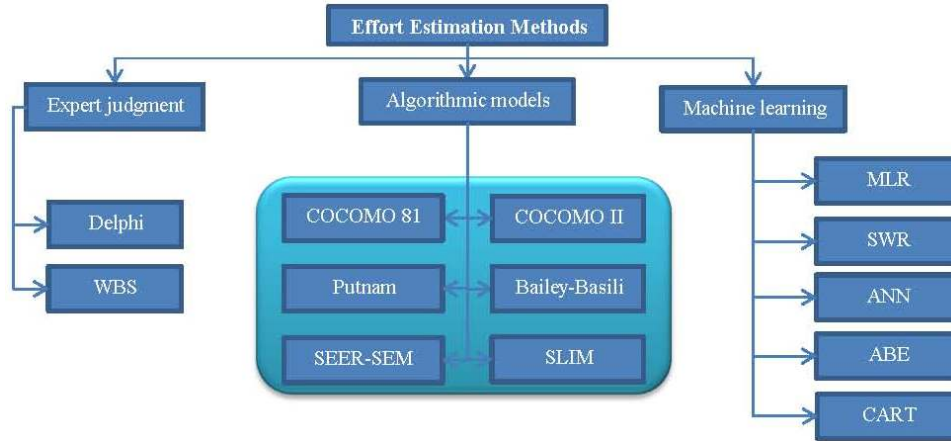 Effort Estimation Methods
Expert judgment
Algorithmic models
Machine learning
Delphi
WBS
COCOMO 81
COCOMO II
Putnam
Bailey-Basili
SEER-SEM
SLIM
MLR
SWR
ANN
ABE
CART